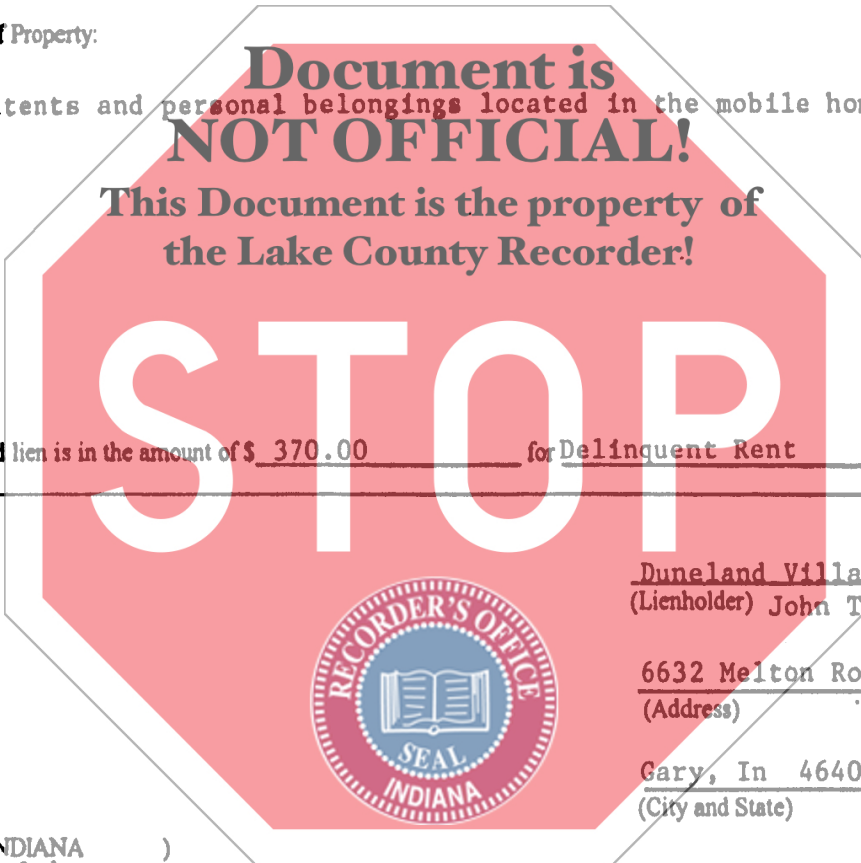 f Property:
Document is
tents and personal belongings located in the mobile hom
NOT OFFICIAL!
This Document is the property of
the Lake County Recorder!
STOP
d lien is in the amount of $ 370.00 for Delinquent Rent
Duneland Villa
(Lienholder) John T
RECORDER'S OFFICE
SEAL
INDIANA
6632 Melton Ro
(Address)
Gary, In 4640
(City and State)
NDIANA )